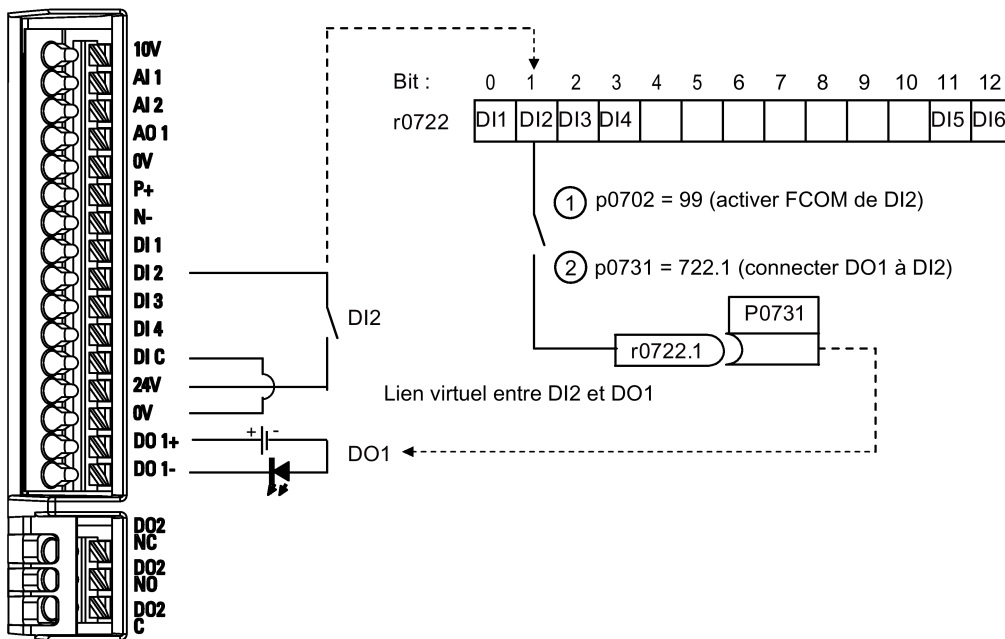 10V
AI 1
AI 2
AO 1
0V
P+
N-
DI 1
DI 2
DI 3
DI 4
DI C
24V
0V
DO 1+
DO 1-
DO2
NC
DO2
NO
DO2
C
Bit : 0 1 2 3 4 5 6 7 8 9 10 11 12
r0722 DI1 DI2 DI3 DI4 DI5 DI6
1 p0702 = 99 (activer FCOM de DI2)
2 p0731 = 722.1 (connecter DO1 à DI2)
DI2
P0731
r0722.1
Lien virtuel entre DI2 et DO1
+ -
DO1